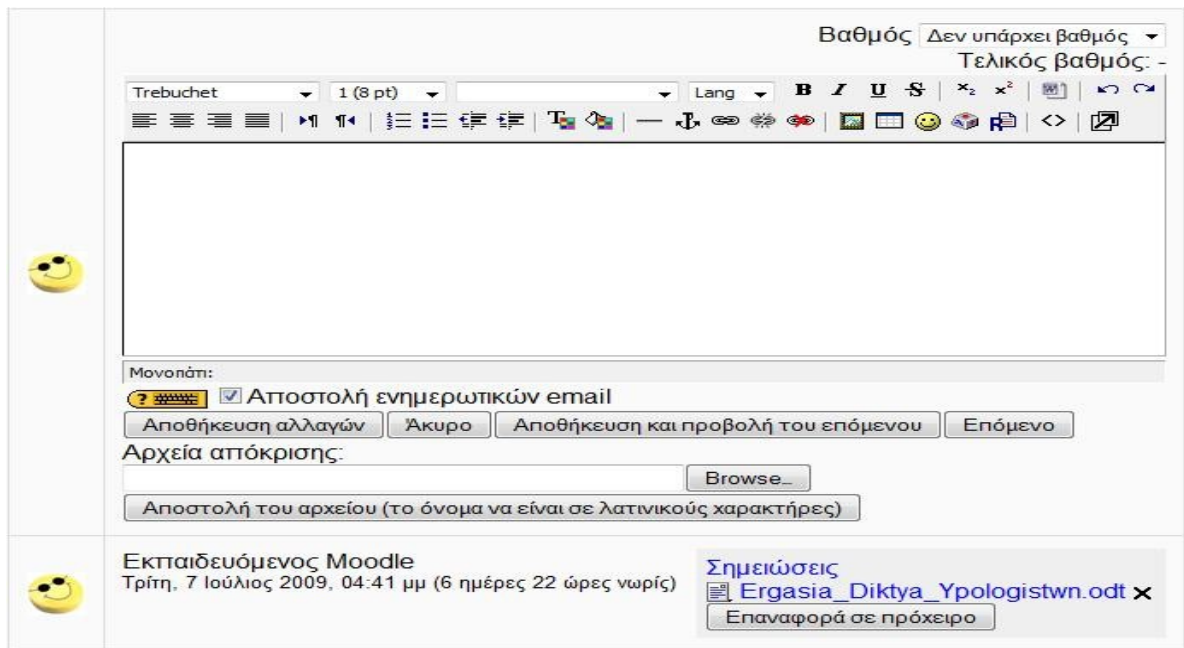 Βαθμός Δεν υπάρχει βαθμός
Τελικός βαθμός: -
Trebuchet 1 (8 pt) Lang B I U S x₂ x²
Μονοπάτι:
? Αποστολή ενημερωτικών email
Αποθήκευση αλλαγών Άκυρο Αποθήκευση και προβολή του επόμενου Επόμενο
Αρχεία απόκρισης:
Browse...
Αποστολή του αρχείου (το όνομα να είναι σε λατινικούς χαρακτήρες)
Εκπαιδευόμενος Moodle
Τρίτη, 7 Ιούλιος 2009, 04:41 μμ (6 ημέρες 22 ώρες νωρίς)
Σημειώσεις
Ergasia_Diktya_Ypologistwn.odt
Επαναφορά σε πρόχειρο